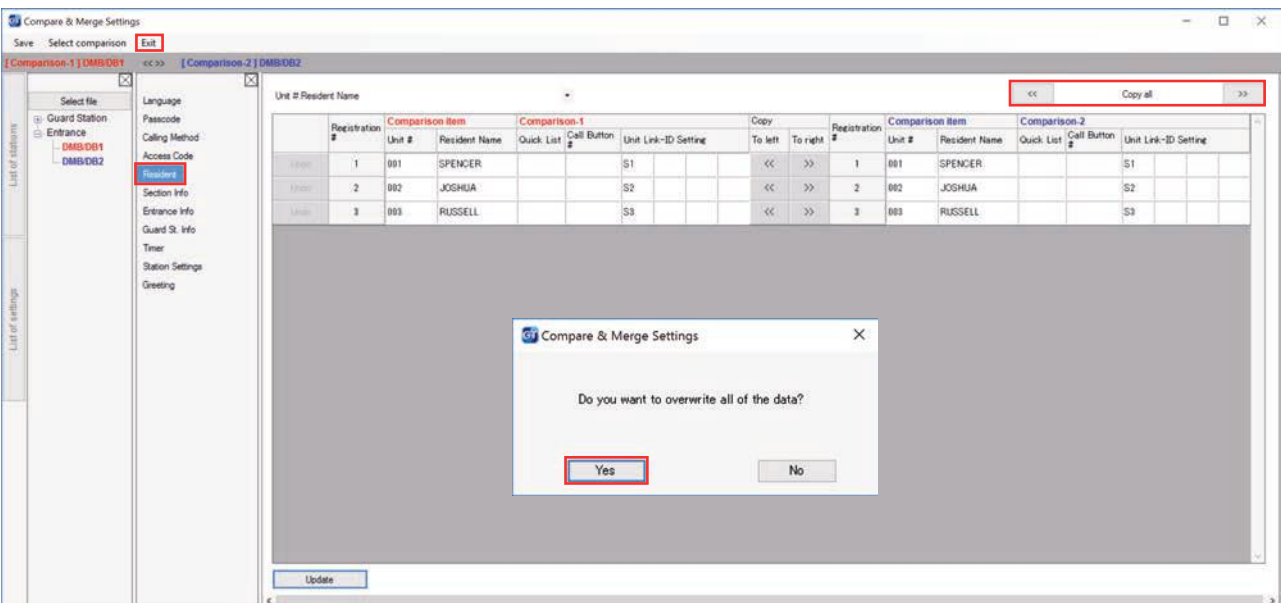 Compare & Merge Settings
Save Select comparison Exit
[ Comparison-1 ] DMB/DB1 <<>> [ Comparison-2 ] DMB/DB2
List of stations
List of settings
Select file
Guard Station
Entrance
DMB/DB1
DMB/DB2
Language
Passcode
Calling Method
Access Code
Resident
Section Info
Entrance Info
Guard St. Info
Timer
Station Settings
Greeting
Unit #.Resident Name
<< Copy all >>
Registration # Comparison item Comparison-1 Copy Registration # Comparison item Comparison-2
Unit # Resident Name Quick List Call Button # Unit Link-ID Setting To left To right Unit # Resident Name Quick List Call Button # Unit Link-ID Setting
Undo 1 001 SPENCER S1 << >> 1 001 SPENCER S1
Undo 2 002 JOSHUA S2 << >> 2 002 JOSHUA S2
Undo 3 003 RUSSELL S3 << >> 3 003 RUSSELL S3
GT Compare & Merge Settings
Do you want to overwrite all of the data?
Yes No
Update